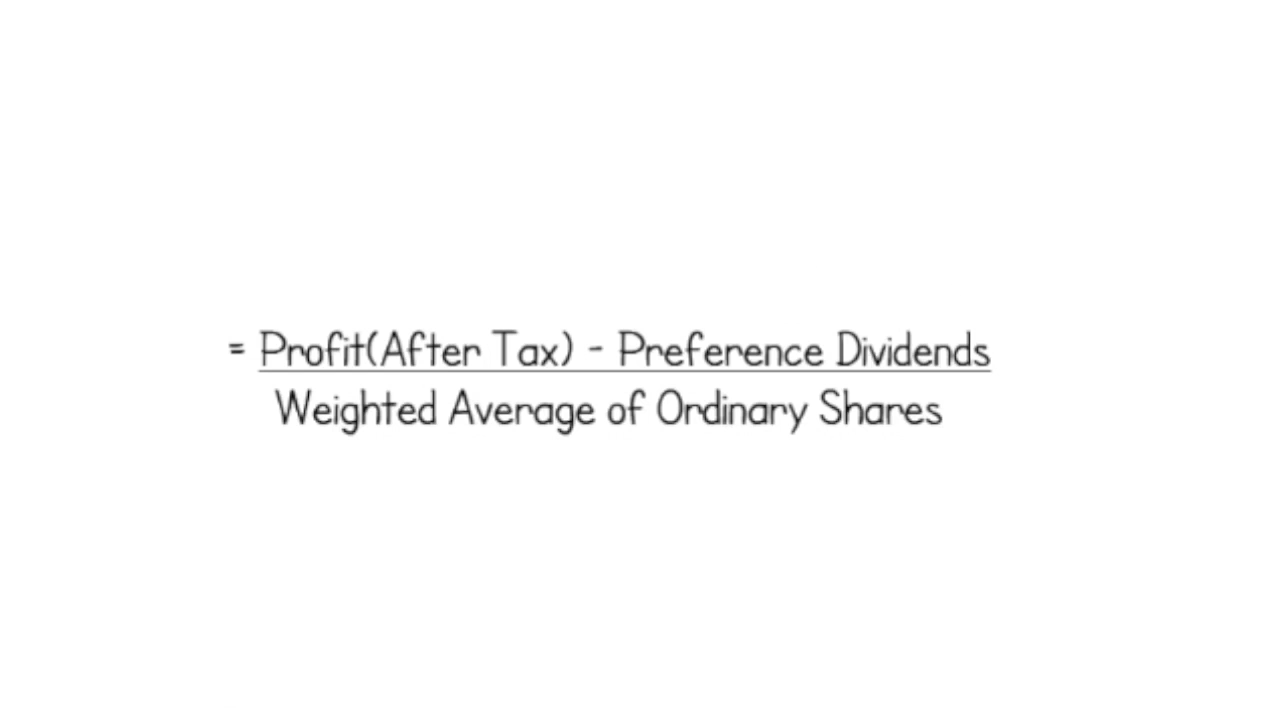 = Profit(After Tax) - Preference Dividends
Weighted Average of Ordinary Shares